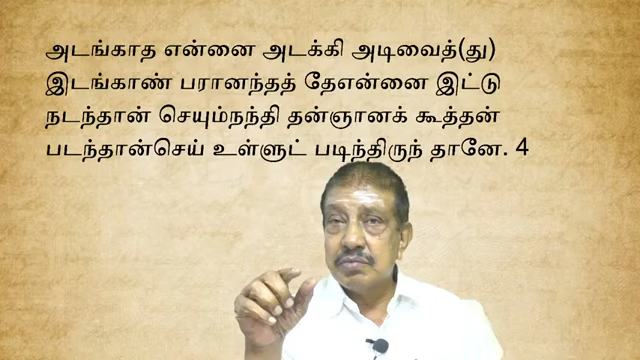 அடங்காத என்னை அடக்கி அடிவைத்(து)
இடங்காண் பரானந்தத் தேஎன்னை இட்டு
நடந்தான் செயும்நந்தி தன்ஞானக் கூத்தன்
படந்தான்செய் உள்ளுட் படிந்திருந் தானே. 4